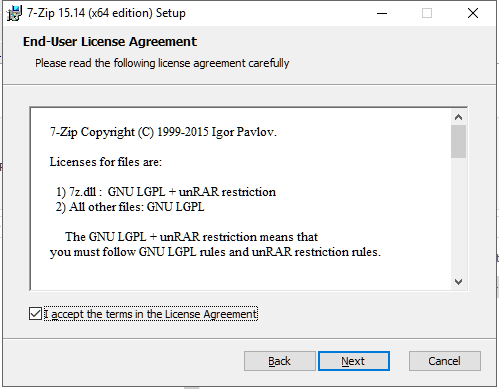 7-Zip 15.14 (x64 edition) Setup
End-User License Agreement
Please read the following license agreement carefully
7-Zip Copyright (C) 1999-2015 Igor Pavlov.
Licenses for files are:
1) 7z.dll : GNU LGPL + unRAR restriction
2) All other files: GNU LGPL
The GNU LGPL + unRAR restriction means that
you must follow GNU LGPL rules and unRAR restriction rules.
I accept the terms in the License Agreement
Back Next Cancel